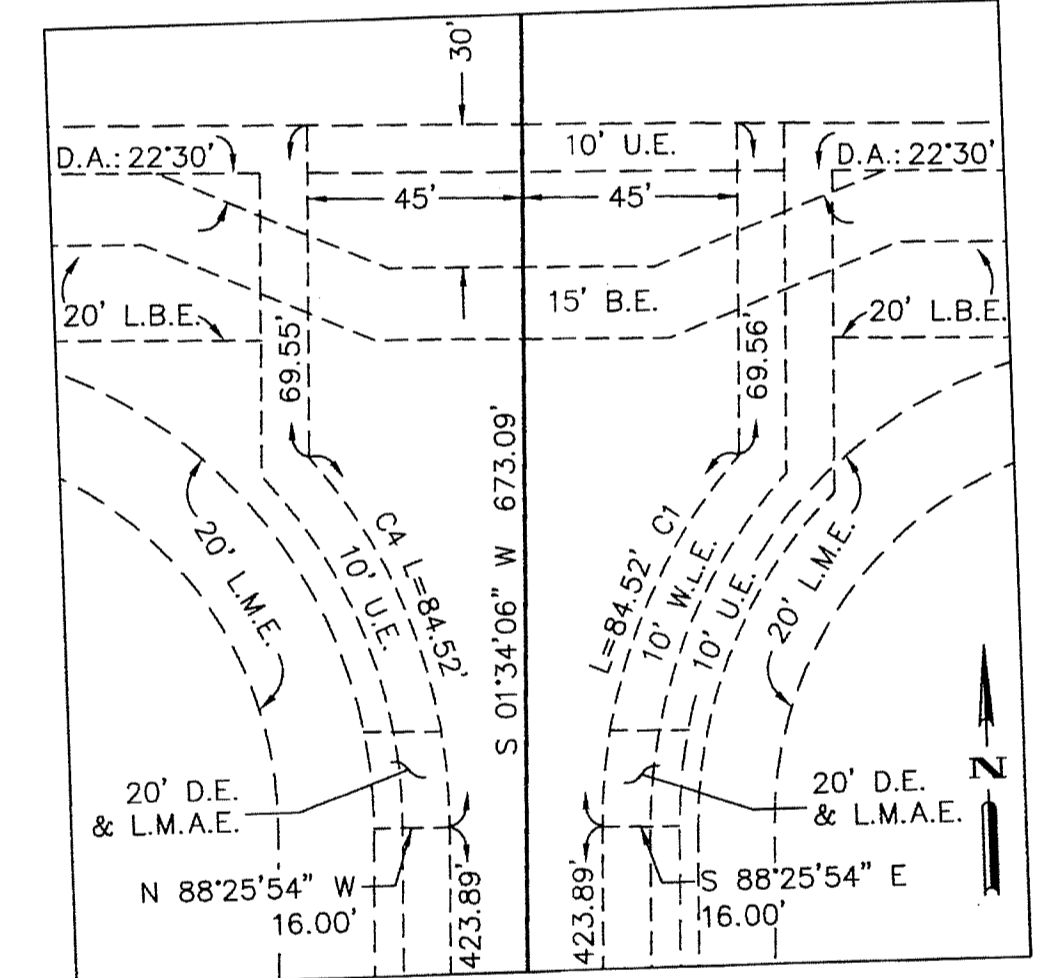 30'
10' U.E.
D.A.: 22°30'
D.A.: 22°30'
45'
45'
15' B.E.
20' L.B.E.
20' L.B.E.
69.55'
69.56'
S 01°34'06" W 673.09'
20' L.M.E.
10' U.E.
C4 L=84.52'
L=84.52' C1
10' W.L.E.
10' U.E.
20' L.M.E.
20' D.E.
& L.M.A.E.
20' D.E.
& L.M.A.E.
N
N 88°25'54" W
16.00'
423.89'
423.89'
S 88°25'54" E
16.00'